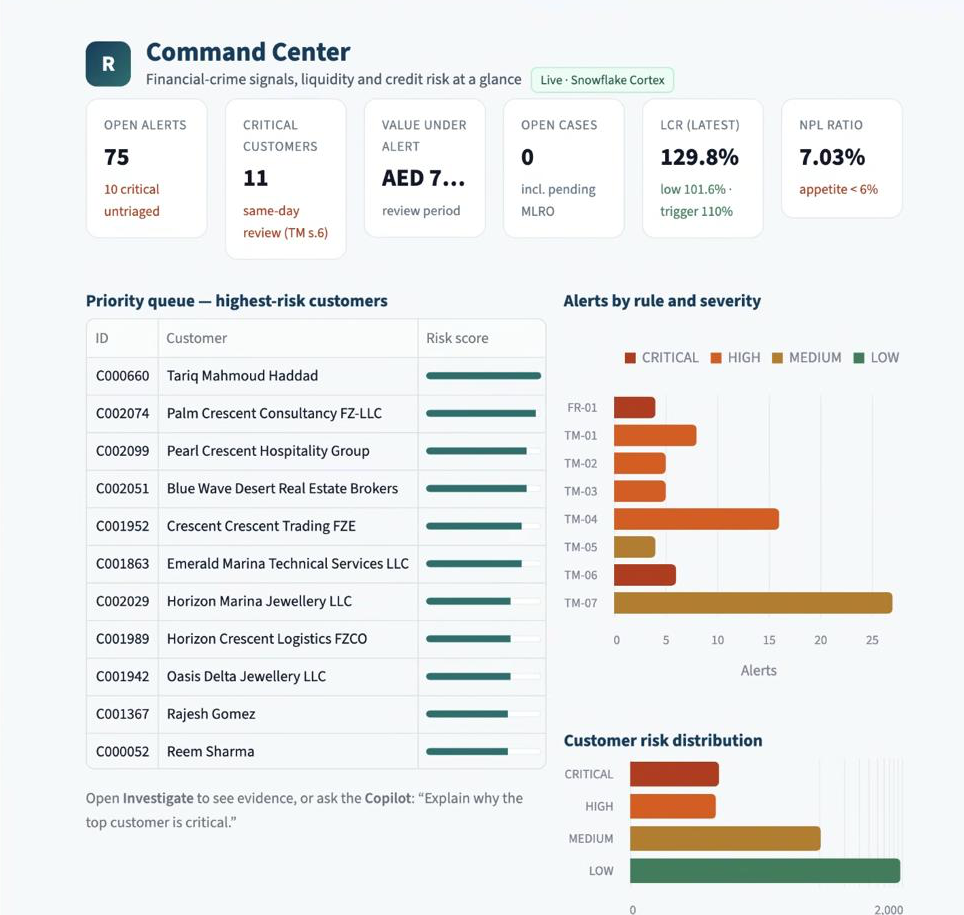 R
Command Center
Financial-crime signals, liquidity and credit risk at a glance
Live · Snowflake Cortex
OPEN ALERTS
75
10 critical
untriaged
CRITICAL
CUSTOMERS
11
same-day
review (TM s.6)
VALUE UNDER
ALERT
AED 7...
review period
OPEN CASES
0
incl. pending
MLRO
LCR (LATEST)
129.8%
low 101.6% ·
trigger 110%
NPL RATIO
7.03%
appetite < 6%
Priority queue — highest-risk customers
ID Customer Risk score
C000660 Tariq Mahmoud Haddad
C002074 Palm Crescent Consultancy FZ-LLC
C002099 Pearl Crescent Hospitality Group
C002051 Blue Wave Desert Real Estate Brokers
C001952 Crescent Crescent Trading FZE
C001863 Emerald Marina Technical Services LLC
C002029 Horizon Marina Jewellery LLC
C001989 Horizon Crescent Logistics FZCO
C001942 Oasis Delta Jewellery LLC
C001367 Rajesh Gomez
C000052 Reem Sharma
Open Investigate to see evidence, or ask the Copilot: “Explain why the
top customer is critical.”
Alerts by rule and severity
CRITICAL HIGH MEDIUM LOW
FR-01
TM-01
TM-02
TM-03
TM-04
TM-05
TM-06
TM-07
0 5 10 15 20 25
Alerts
Customer risk distribution
CRITICAL
HIGH
MEDIUM
LOW
0 2,000